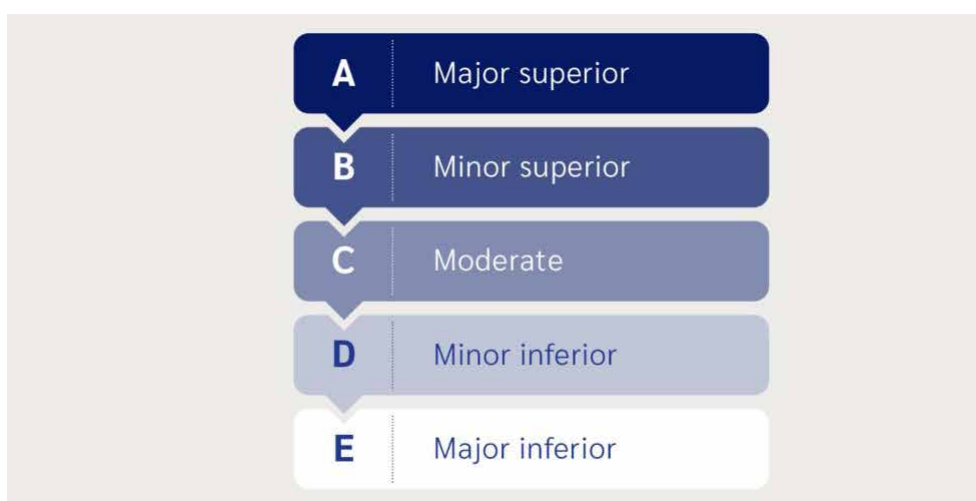 A Major superior
B Minor superior
C Moderate
D Minor inferior
E Major inferior